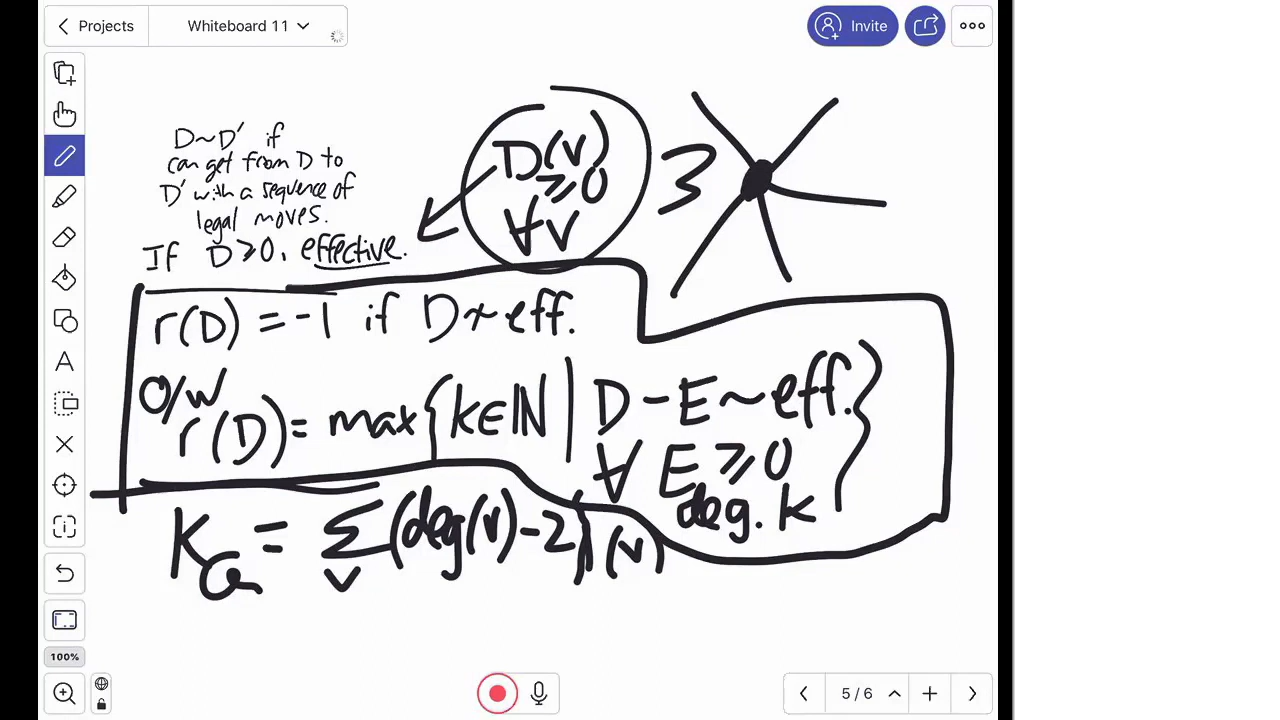 Projects
Whiteboard 11
Invite
D~D' if
can get from D to
D' with a sequence of
legal moves.
If D≥0, effective.
D(v)
≥0
∀v
3
r(D) = -1 if D≁eff.
O/W
r(D) = max{k∈ℕ | D-E~eff.}
∀ E≥0
deg. k
K_G = Σ_v (deg(v)-2)(v)
A
100%
5/6